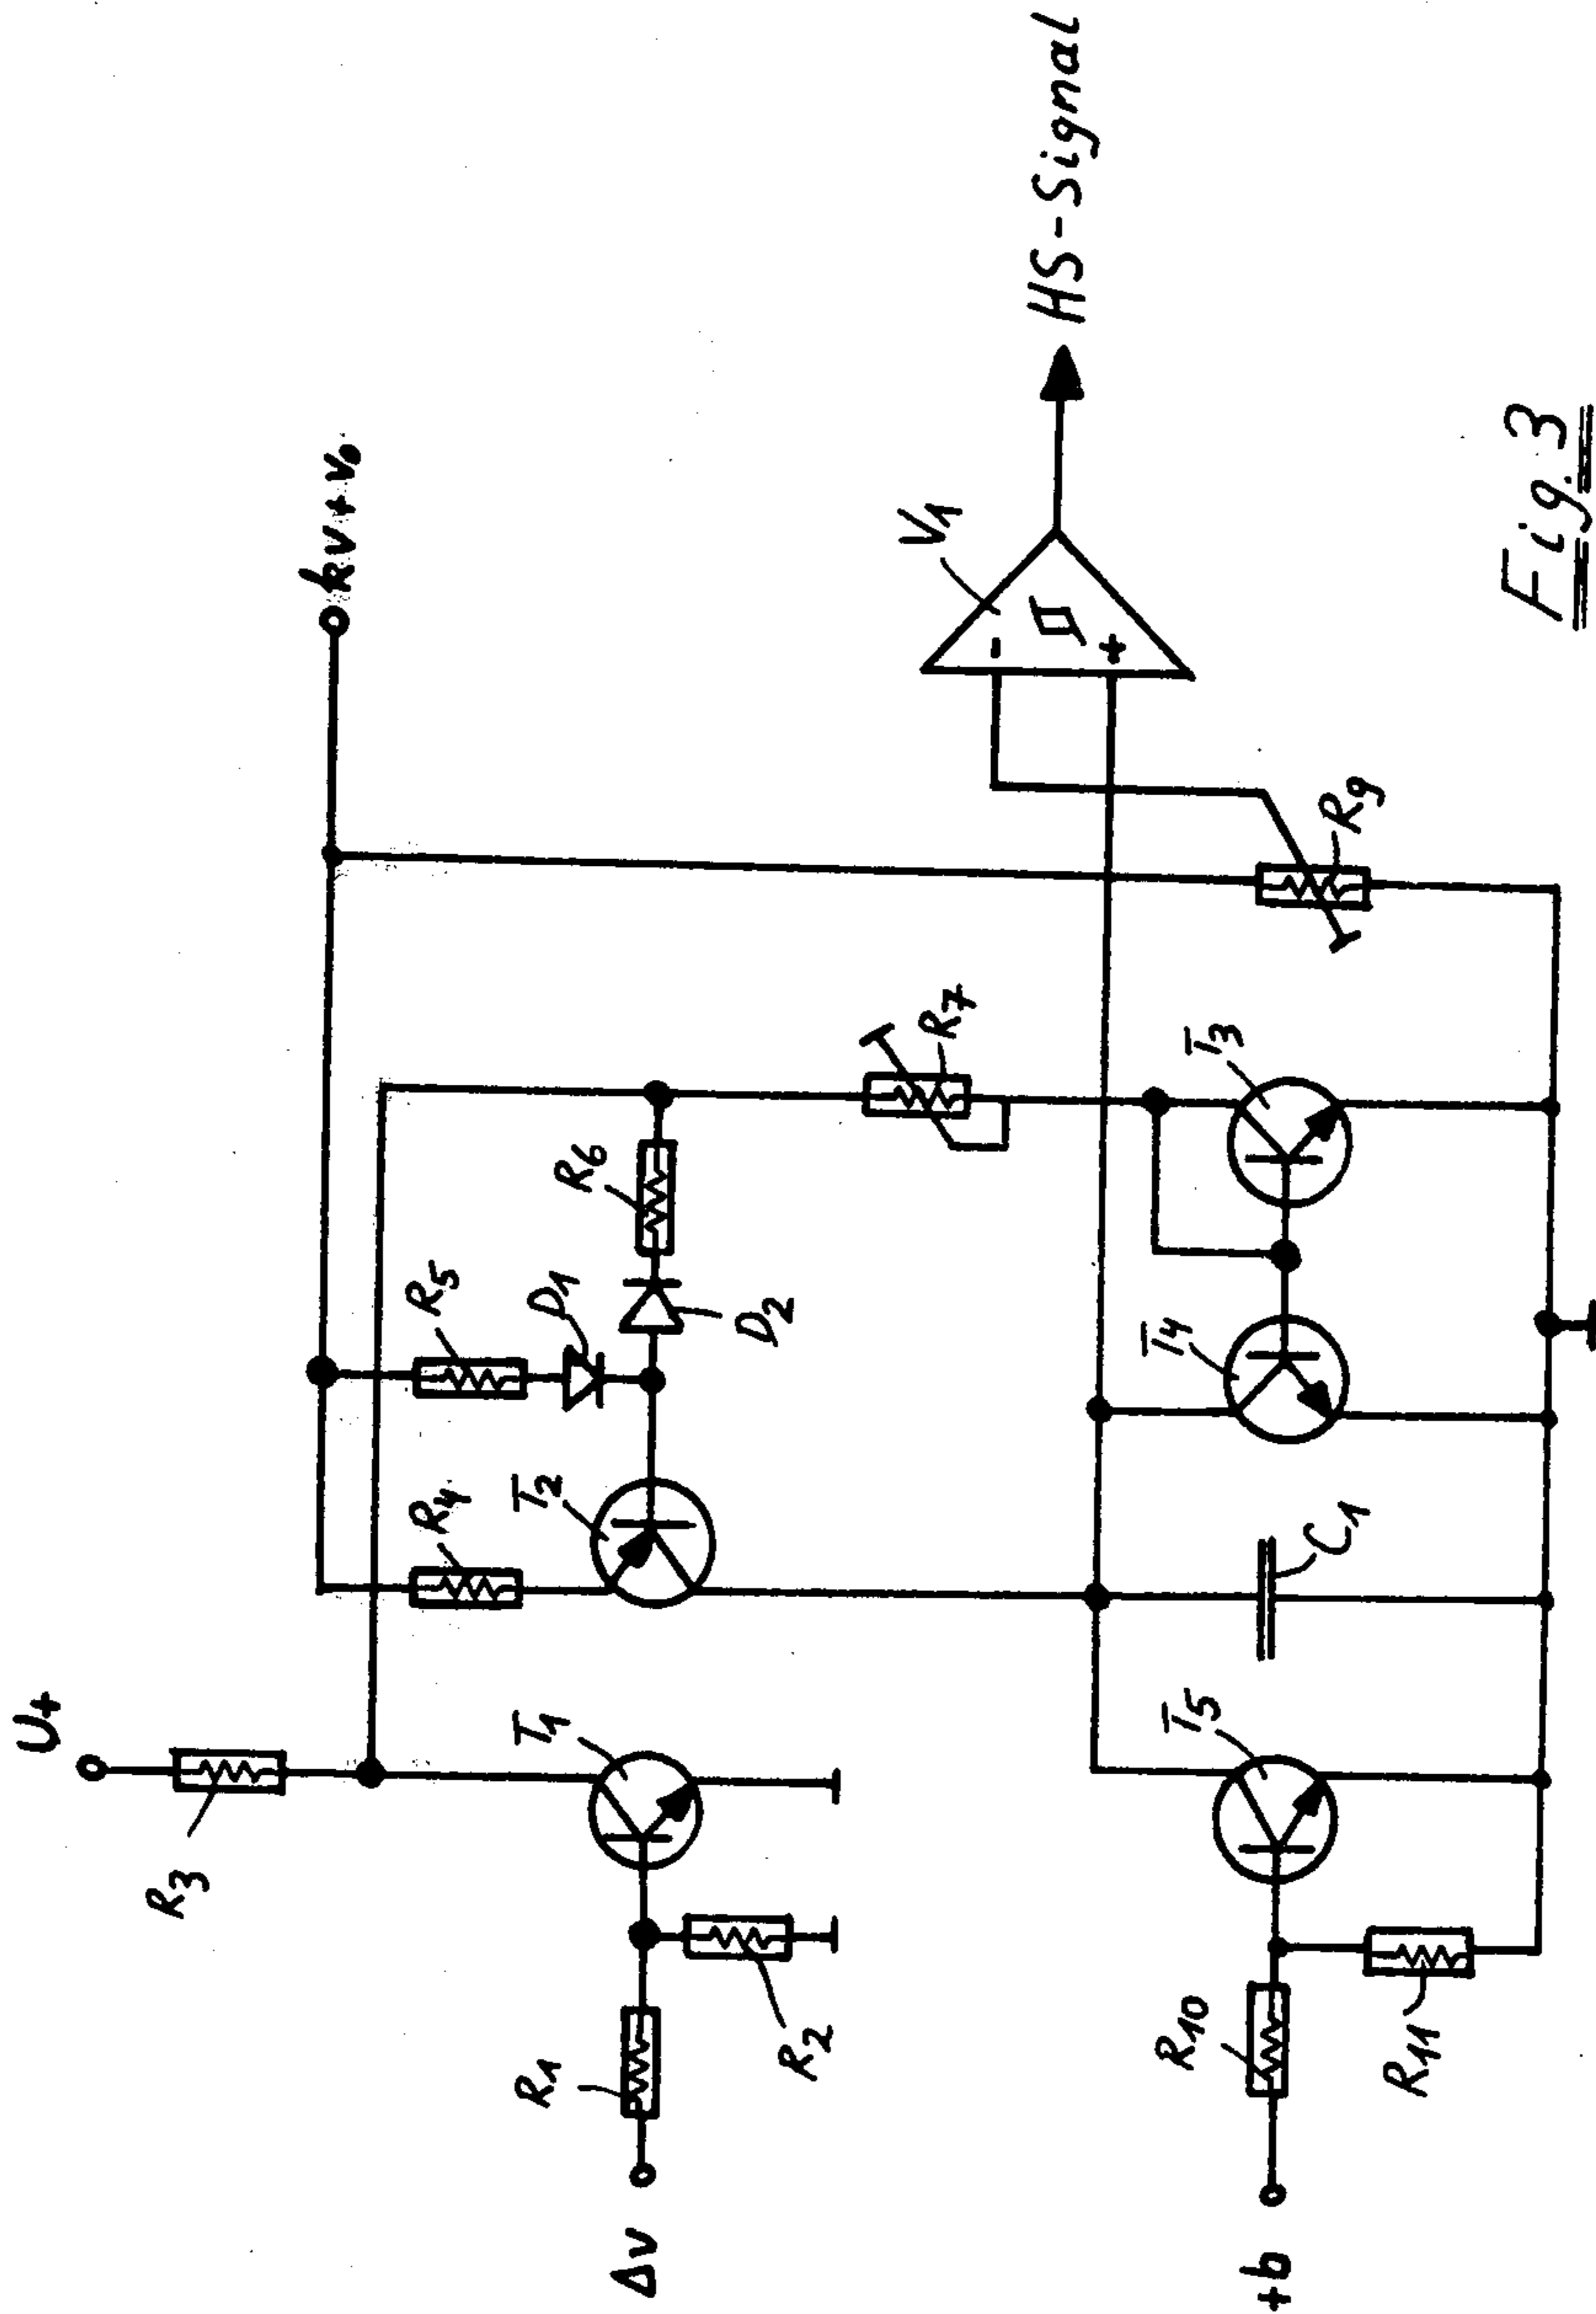 U+
R3
kv+v₀
R4
R5
D1
T1
T2
R6
D2
R1
R2
Δv
R7
V1
-
II
+
HS-Signal
T5
T4
T3
C1
R9
R10
R11
+b
Fig. 3